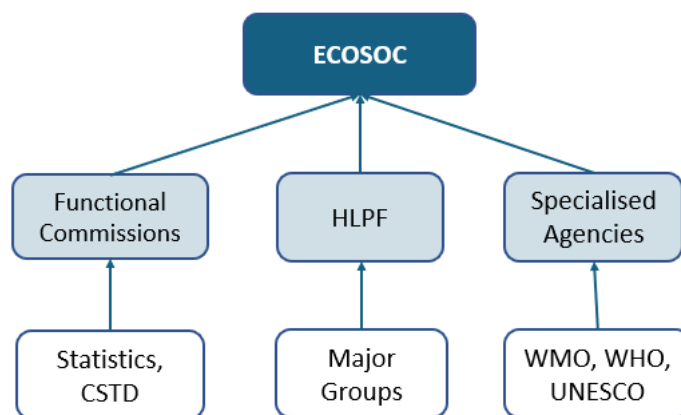 ECOSOC
Functional
Commissions
HLPF
Specialised
Agencies
Statistics,
CSTD
Major
Groups
WMO, WHO,
UNESCO